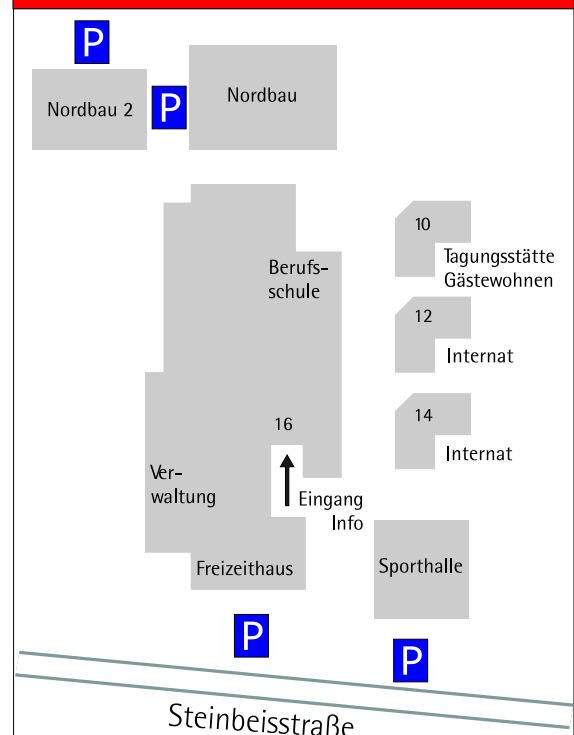 P
P
Nordbau
Nordbau 2
10
Tagungsstätte
Gästewohnen
Berufs-
schule
12
Internat
14
Internat
16
Ver-
waltung
Eingang
Info
Freizeithaus
Sporthalle
P
P
Steinbeisstraße